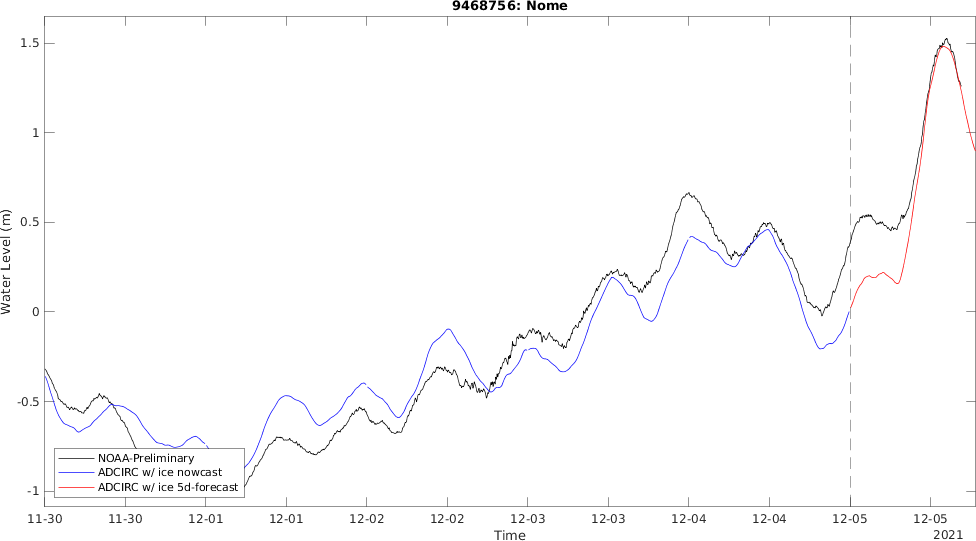 9468756: Nome
1.5
1
0.5
0
-0.5
-1
Water Level (m)
NOAA-Preliminary
ADCIRC w/ ice nowcast
ADCIRC w/ ice 5d-forecast
11-30 11-30 12-01 12-01 12-02 12-02 12-03 12-03 12-04 12-04 12-05 12-05
Time
2021